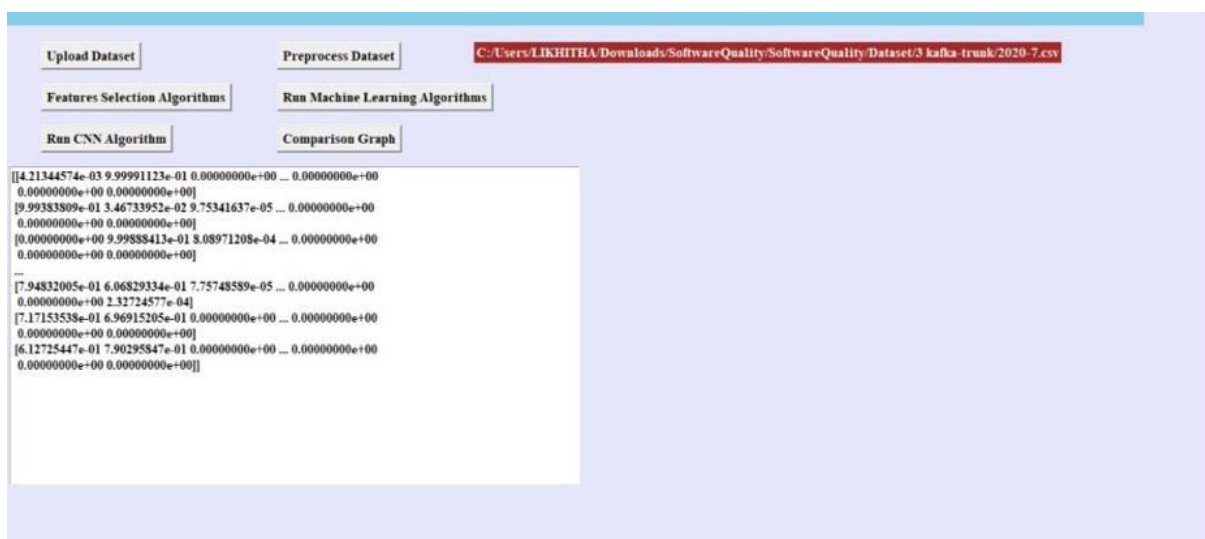 Upload Dataset
Preprocess Dataset
C:/Users/LIKHITHA/Downloads/SoftwareQuality/SoftwareQuality/Dataset/3 kafka-trunk/2020-7.csv
Features Selection Algorithms
Run Machine Learning Algorithms
Run CNN Algorithm
Comparison Graph
[[4.21344574e-03 9.99991123e-01 0.00000000e+00 ... 0.00000000e+00
0.00000000e+00 0.00000000e+00]
[9.99383809e-01 3.46733952e-02 9.75341637e-05 ... 0.00000000e+00
0.00000000e+00 0.00000000e+00]
[0.00000000e+00 9.99888413e-01 8.08971208e-04 ... 0.00000000e+00
0.00000000e+00 0.00000000e+00]
...
[7.94832005e-01 6.06829334e-01 7.75748589e-05 ... 0.00000000e+00
0.00000000e+00 2.32724577e-04]
[7.17153538e-01 6.96915205e-01 0.00000000e+00 ... 0.00000000e+00
0.00000000e+00 0.00000000e+00]
[6.12725447e-01 7.90295847e-01 0.00000000e+00 ... 0.00000000e+00
0.00000000e+00 0.00000000e+00]]